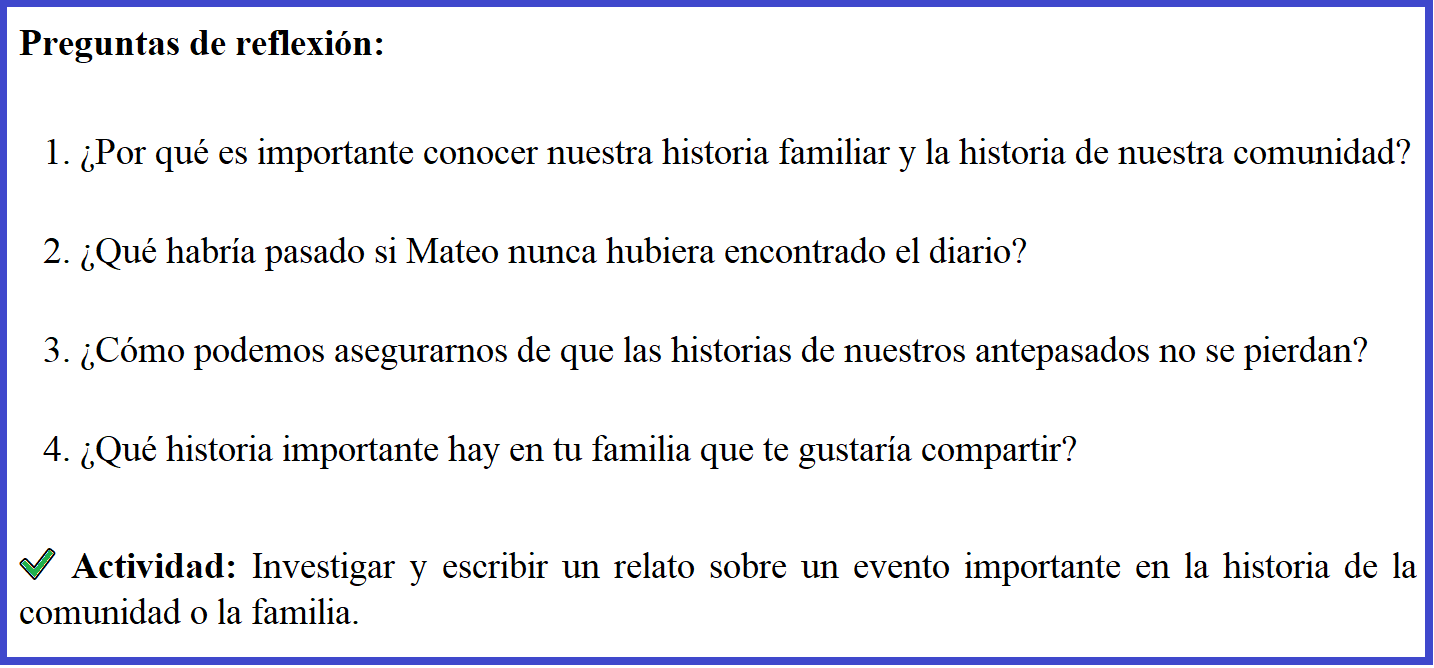 Preguntas de reflexión:
1. ¿Por qué es importante conocer nuestra historia familiar y la historia de nuestra comunidad?
2. ¿Qué habría pasado si Mateo nunca hubiera encontrado el diario?
3. ¿Cómo podemos asegurarnos de que las historias de nuestros antepasados no se pierdan?
4. ¿Qué historia importante hay en tu familia que te gustaría compartir?
Actividad: Investigar y escribir un relato sobre un evento importante en la historia de la
comunidad o la familia.